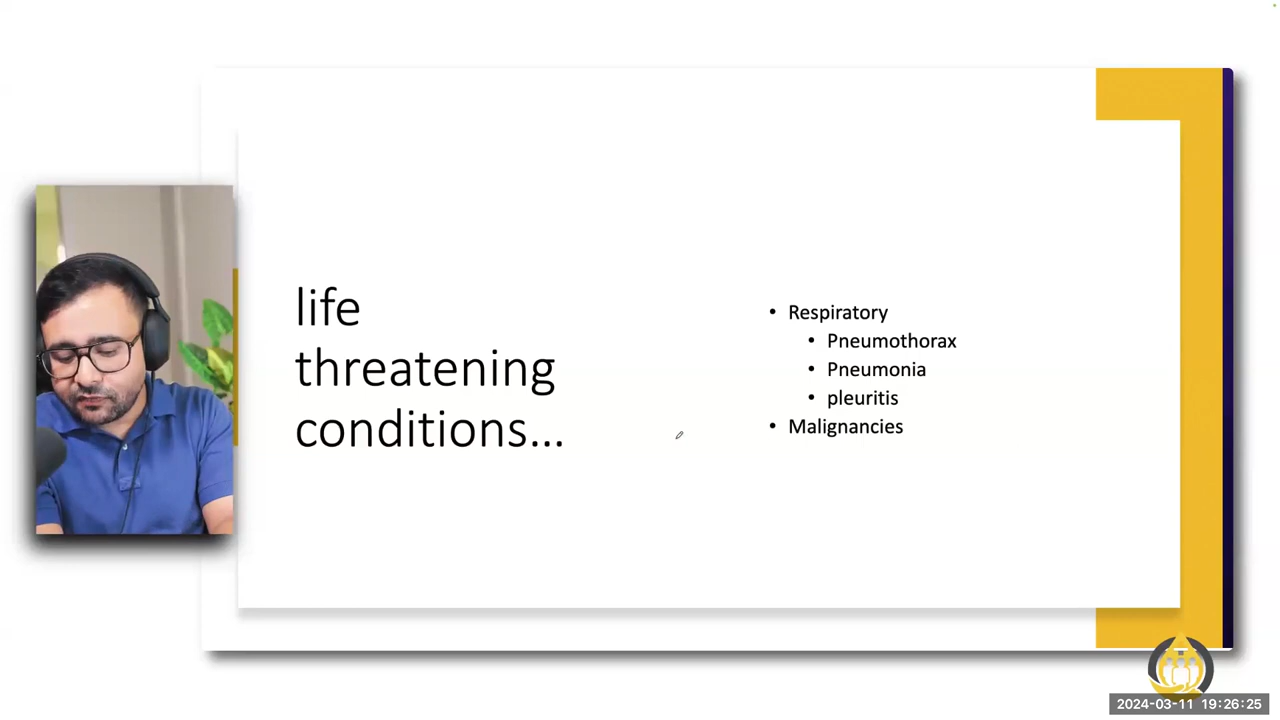 life
threatening
conditions...
• Respiratory
• Pneumothorax
• Pneumonia
• pleuritis
• Malignancies
2024-03-11 19:26:25